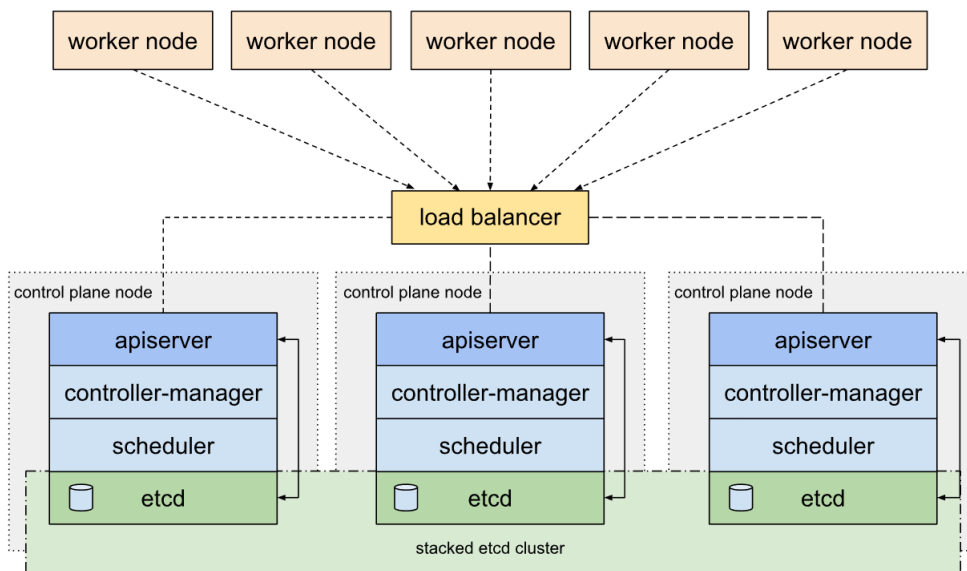 worker node
worker node
worker node
worker node
worker node
load balancer
control plane node
control plane node
control plane node
apiserver
apiserver
apiserver
controller-manager
controller-manager
controller-manager
scheduler
scheduler
scheduler
etcd
etcd
etcd
stacked etcd cluster